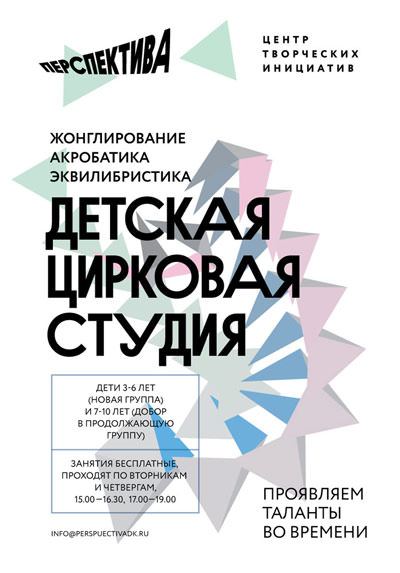 ПЕРСПЕКТИВА
ЦЕНТР
ТВОРЧЕСКИХ
ИНИЦИАТИВ
ЖОНГЛИРОВАНИЕ
АКРОБАТИКА
ЭКВИЛИБРИСТИКА
ДЕТСКАЯ
ЦИРКОВАЯ
СТУДИЯ
ДЕТИ 3-6 ЛЕТ
(НОВАЯ ГРУППА)
И 7-10 ЛЕТ (ДОБОР
В ПРОДОЛЖАЮЩУЮ
ГРУППУ)
ЗАНЯТИЯ БЕСПЛАТНЫЕ,
ПРОХОДЯТ ПО ВТОРНИКАМ
И ЧЕТВЕРГАМ,
15.00—16.30, 17.00—19.00
ПРОЯВЛЯЕМ
ТАЛАНТЫ
ВО ВРЕМЕНИ
INFO@PERSPUECTIVADK.RU